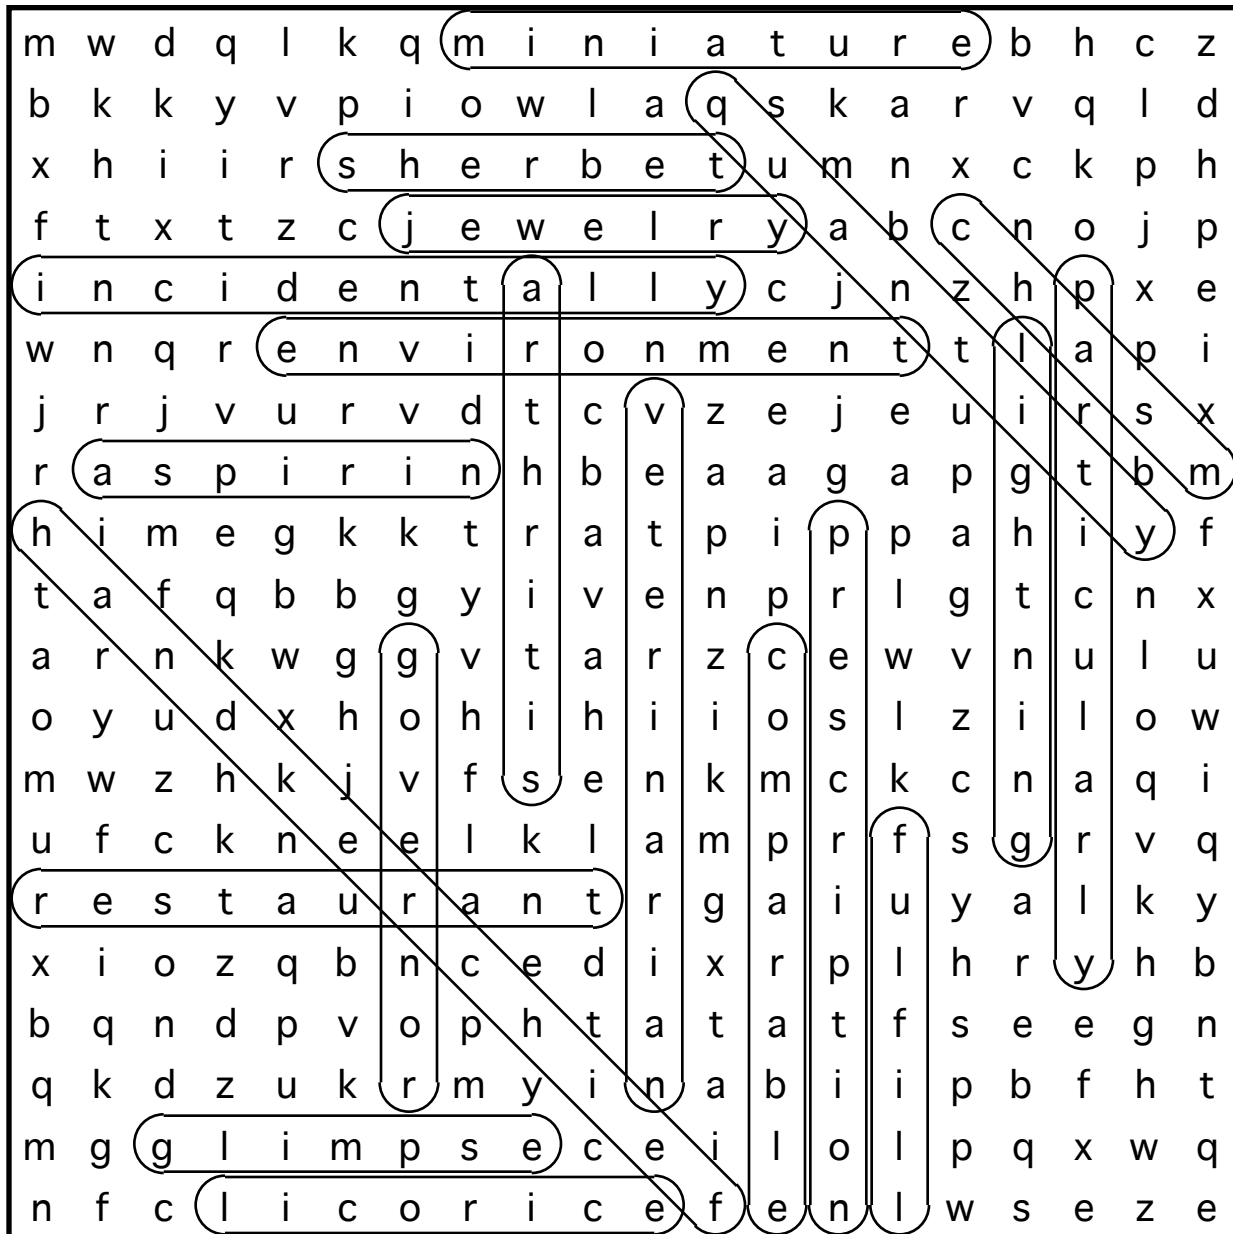 m w d q l k q m i n i a t u r e b h c z
b k k y v p i o w l a q s k a r v q l d
x h i i r s h e r b e t u m n x c k p h
f t x t z c j e w e l r y a b c n o j p
i n c i d e n t a l l y c j n z h p x e
w n q r e n v i r o n m e n t t l a p i
j r j v u r v d t c v z e j e u i r s x
r a s p i r i n h b e a a g a p g t b m
h i m e g k k t r a t p i p p a h i y f
t a f q b b g y i v e n p r l g t c n x
a r n k w g g v t a r z c e w v n u l u
o y u d x h o h i h i i o s l z i l o w
m w z h k j v f s e n k m c k c n a q i
u f c k n e e l k l a m p r f s g r v q
r e s t a u r a n t r g a i u y a l k y
x i o z q b n c e d i x r p l h r y h b
b q n d p v o p h t a t a t f s e e g n
q k d z u k r m y i n a b i i p b f h t
m g g l i m p s e c e i l o l p q x w q
n f c l i c o r i c e f e n l w s e z e